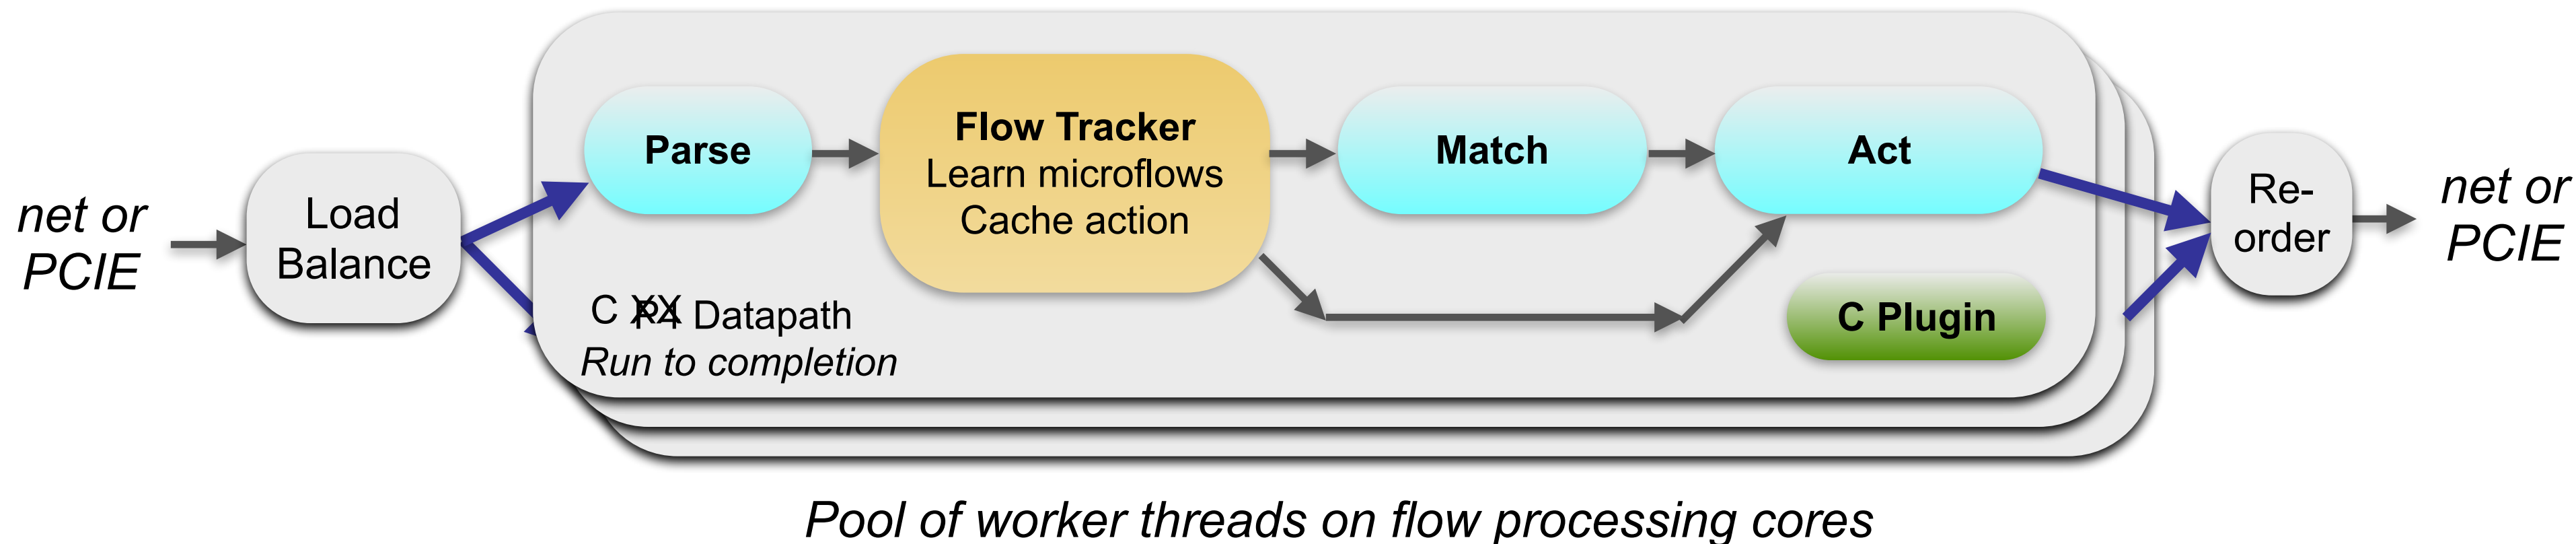 net or
PCIE
Load
Balance
Parse
Flow Tracker
Learn microflows
Cache action
Match
Act
C Datapath
Run to completion
C Plugin
Re-
order
net or
PCIE
Pool of worker threads on flow processing cores